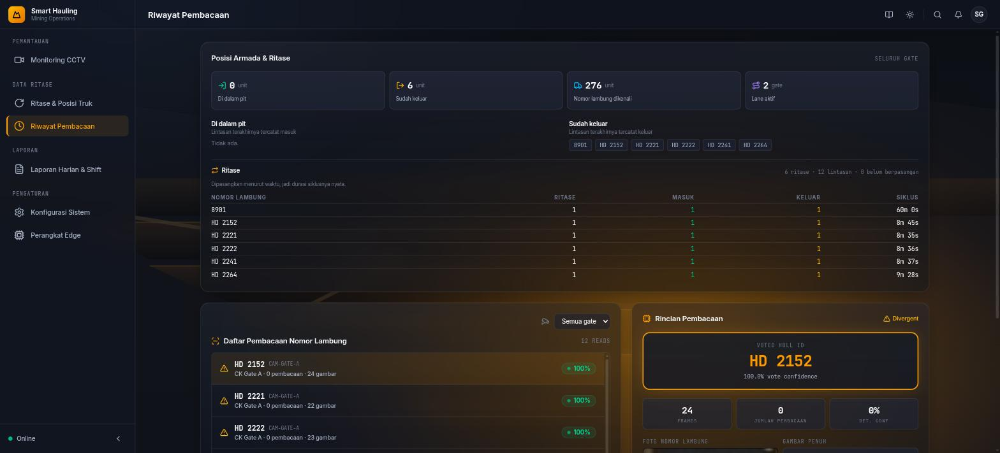 Smart Hauling
Mining Operations
Riwayat Pembacaan
SG
PEMANTAUAN
Monitoring CCTV
DATA RITASE
Ritase & Posisi Truk
Riwayat Pembacaan
LAPORAN
Laporan Harian & Shift
PENGATURAN
Konfigurasi Sistem
Perangkat Edge
Online
Posisi Armada & Ritase
SELURUH GATE
0 unit
Di dalam pit
6 unit
Sudah keluar
276 unit
Nomor lambung dikenali
2 gate
Lane aktif
Di dalam pit
Lintasan terakhirnya tercatat masuk
Tidak ada.
Sudah keluar
Lintasan terakhirnya tercatat keluar
8901 HD 2152 HD 2221 HD 2222 HD 2241 HD 2264
Ritase
6 ritase · 12 lintasan · 0 belum berpasangan
Dipasangkan menurut waktu, jadi durasi siklusnya nyata.
NOMOR LAMBUNG RITASE MASUK KELUAR SIKLUS
8901 1 1 1 60m 0s
HD 2152 1 1 1 8m 45s
HD 2221 1 1 1 8m 35s
HD 2222 1 1 1 8m 36s
HD 2241 1 1 1 8m 37s
HD 2264 1 1 1 9m 28s
Semua gate
Daftar Pembacaan Nomor Lambung
12 READS
HD 2152 CAM-GATE-A
CK Gate A · 0 pembacaan · 24 gambar
100%
HD 2221 CAM-GATE-A
CK Gate A · 0 pembacaan · 22 gambar
100%
HD 2222 CAM-GATE-A
CK Gate A · 0 pembacaan · 23 gambar
100%
Rincian Pembacaan
Divergent
VOTED HULL ID
HD 2152
100.0% vote confidence
24
FRAMES
0
JUMLAH PEMBACAAN
0%
DET. CONF
FOTO NOMOR LAMBUNG
GAMBAR PENUH